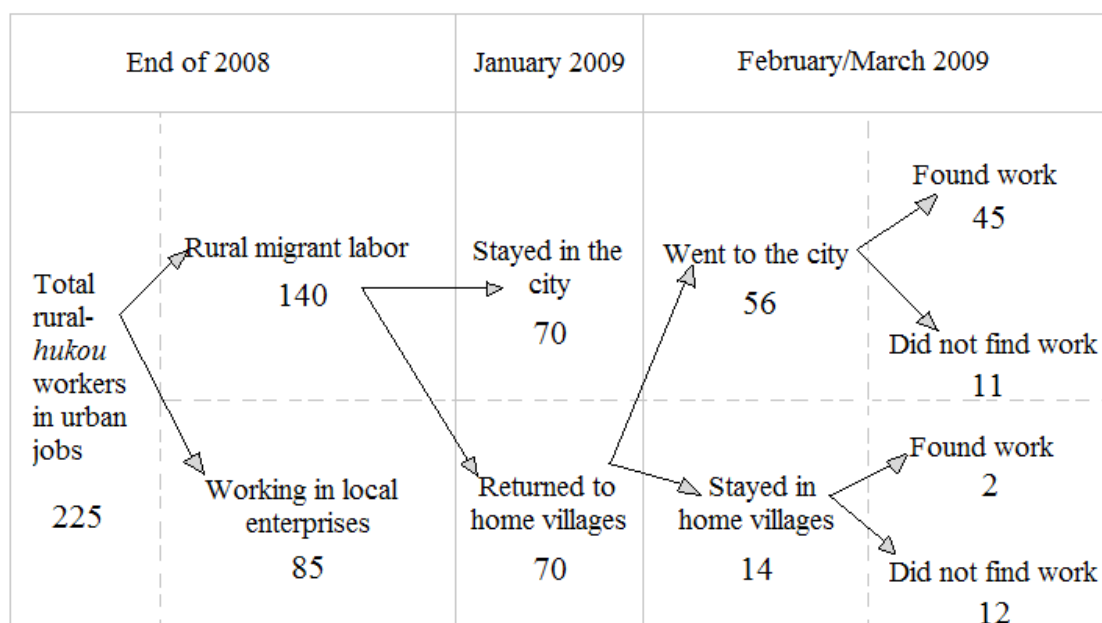 End of 2008
January 2009
February/March 2009
Total
rural-
hukou
workers
in urban
jobs
225
Rural migrant labor
140
Working in local
enterprises
85
Stayed in the
city
70
Returned to
home villages
70
Went to the city
56
Stayed in
home villages
14
Found work
45
Did not find work
11
Found work
2
Did not find work
12